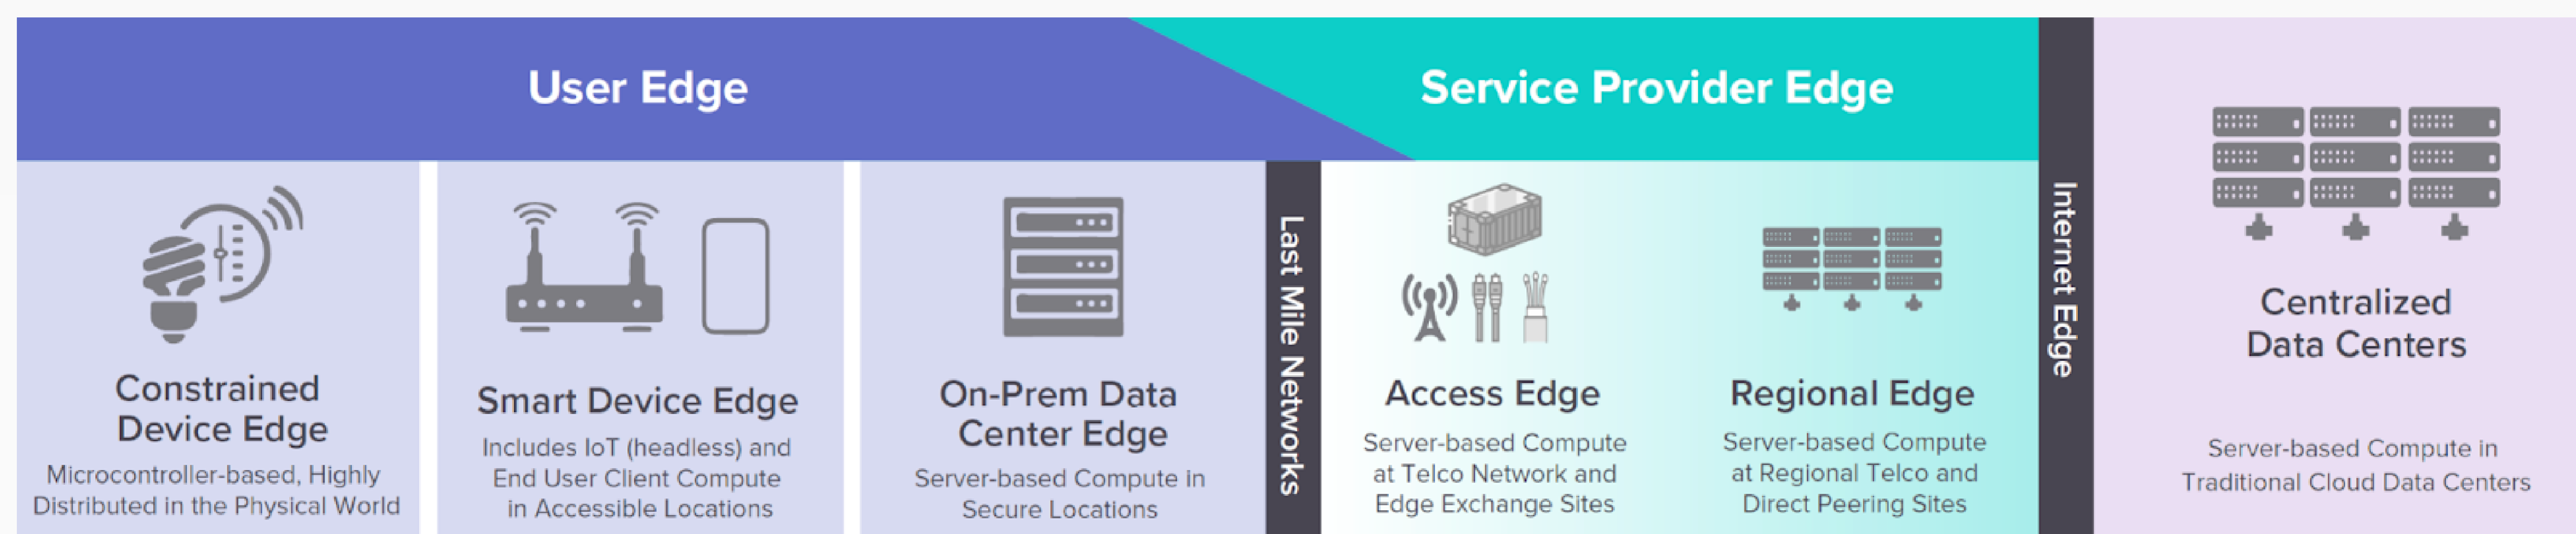 User Edge
Service Provider Edge
Constrained
Device Edge
Microcontroller-based, Highly
Distributed in the Physical World
Smart Device Edge
Includes IoT (headless) and
End User Client Compute
in Accessible Locations
On-Prem Data
Center Edge
Server-based Compute in
Secure Locations
Last Mile Networks
Access Edge
Server-based Compute
at Telco Network and
Edge Exchange Sites
Regional Edge
Server-based Compute
at Regional Telco and
Direct Peering Sites
Internet Edge
Centralized
Data Centers
Server-based Compute in
Traditional Cloud Data Centers